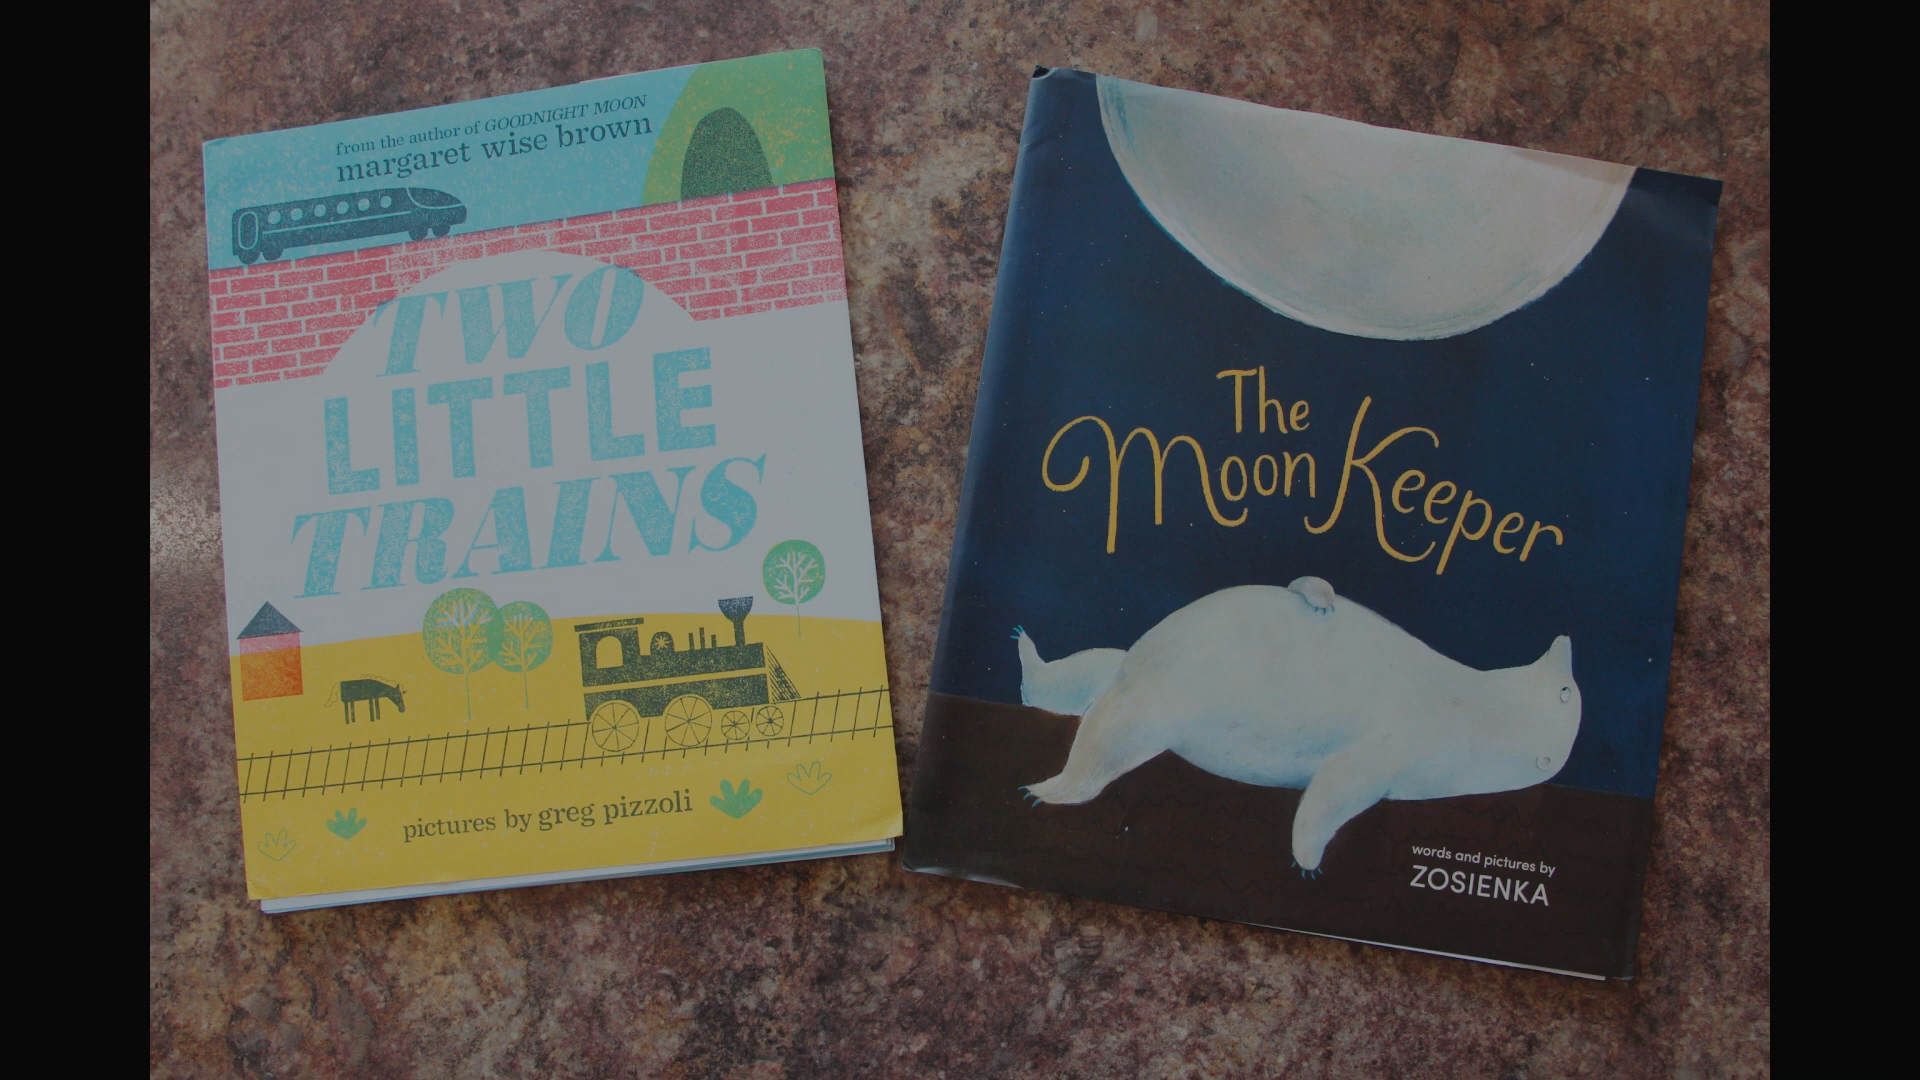 from the author of GOODNIGHT MOON
margaret wise brown
TWO
LITTLE
TRAINS
pictures by greg pizzoli
The
Moon Keeper
words and pictures by
ZOSIENKA